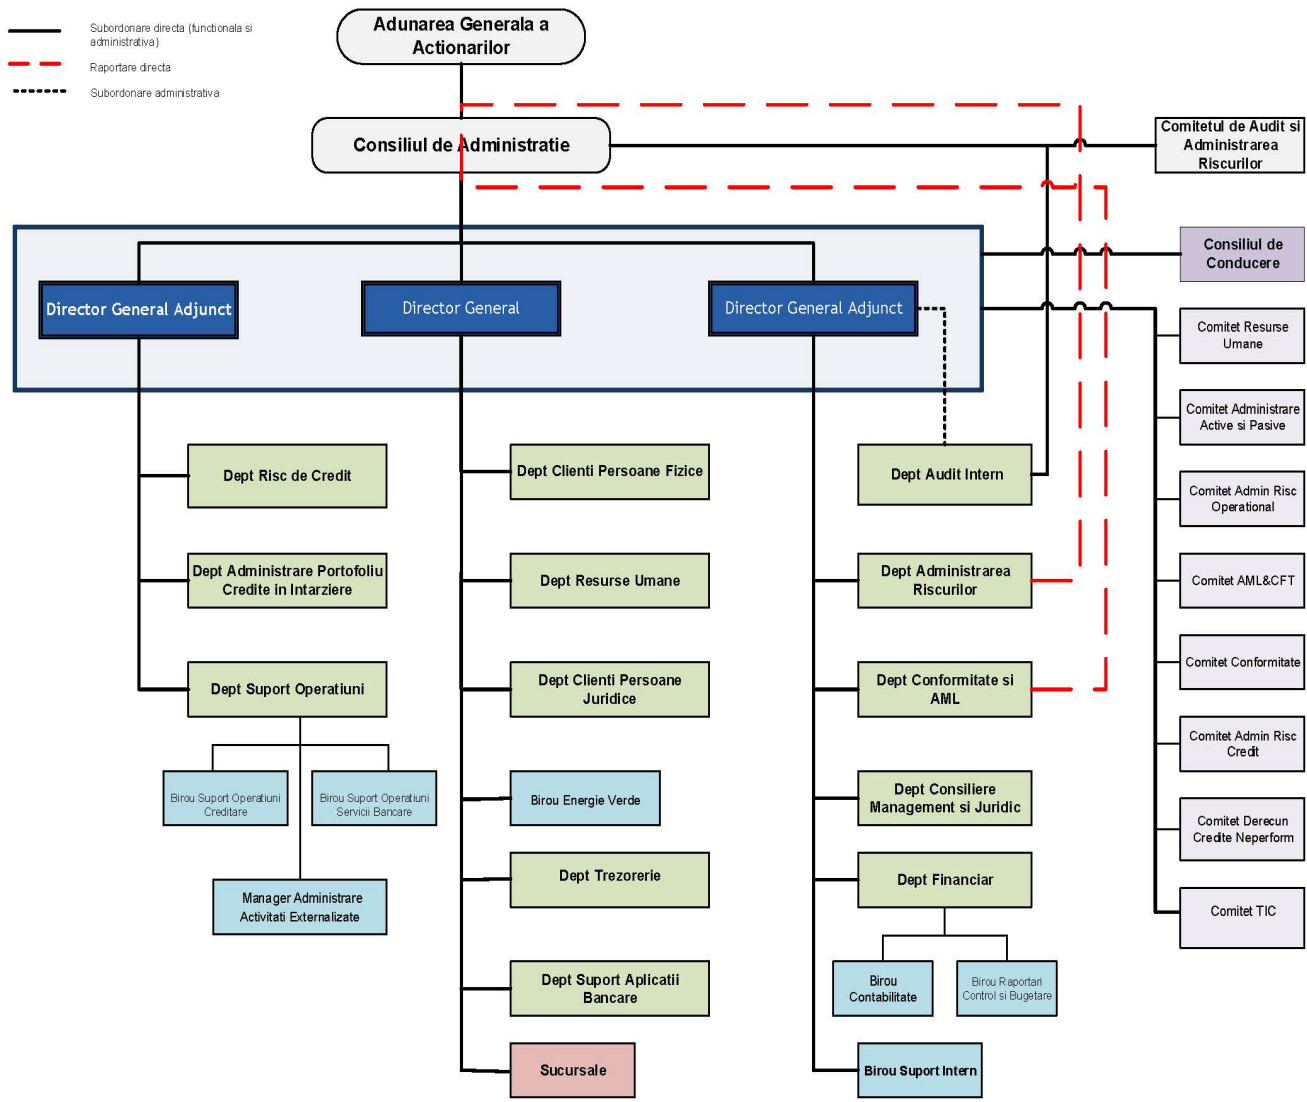 Subordonare directa (functionala si
administrativa)
Raportare directa
Subordonare administrativa
Adunarea Generala a
Actionarilor
Consiliul de Administratie
Comitetul de Audit si
Administrarea
Riscurilor
Consiliul de
Conducere
Director General Adjunct
Director General
Director General Adjunct
Comitet Resurse
Umane
Comitet Administrare
Active si Pasive
Comitet Admin Risc
Operational
Comitet AML&CFT
Comitet Conformitate
Comitet Admin Risc
Credit
Comitet Derecun
Credite Neperform
Comitet TIC
Dept Risc de Credit
Dept Administrare Portofoliu
Credite in Intarziere
Dept Suport Operatiuni
Birou Suport Operatiuni
Creditare
Birou Suport Operatiuni
Servicii Bancare
Manager Administrare
Activitati Externalizate
Dept Clienti Persoane Fizice
Dept Resurse Umane
Dept Clienti Persoane
Juridice
Birou Energie Verde
Dept Trezorerie
Dept Suport Aplicatii
Bancare
Sucursale
Dept Audit Intern
Dept Administrarea
Riscurilor
Dept Conformitate si
AML
Dept Consiliere
Management si Juridic
Dept Financiar
Birou
Contabilitate
Birou Raportari
Control si Bugetare
Birou Suport Intern